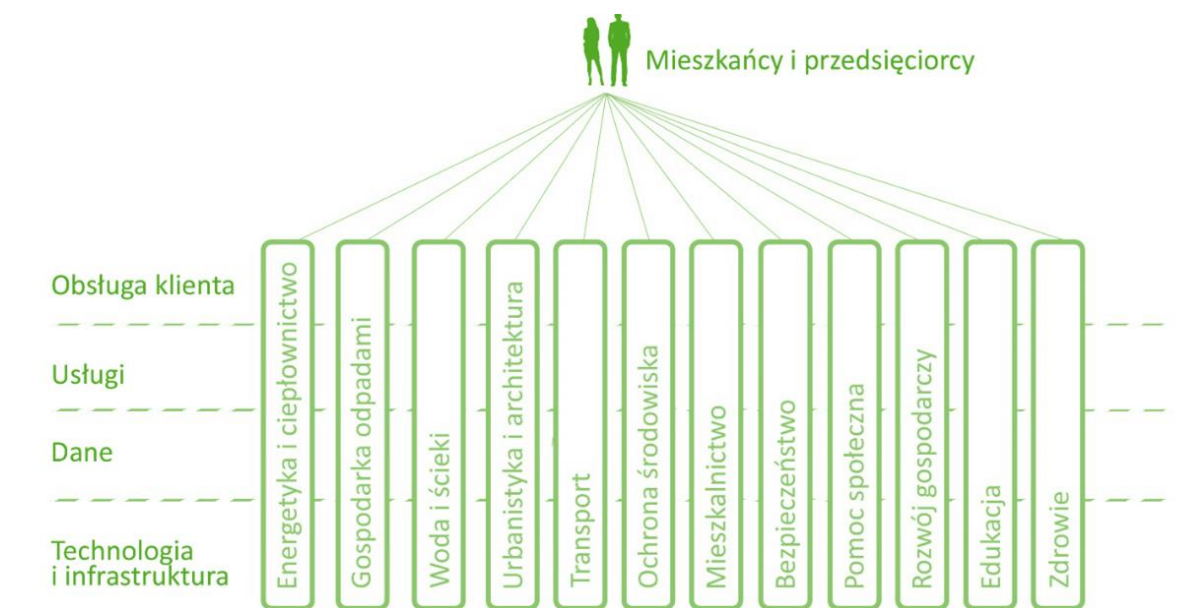 Mieszkańcy i przedsięciorcy
Obsługa klienta
Usługi
Dane
Technologia
i infrastruktura
Energetyka i ciepłownictwo
Gospodarka odpadami
Woda i ścieki
Urbanistyka i architektura
Transport
Ochrona środowiska
Mieszkalnictwo
Bezpieczeństwo
Pomoc społeczna
Rozwój gospodarczy
Edukacja
Zdrowie